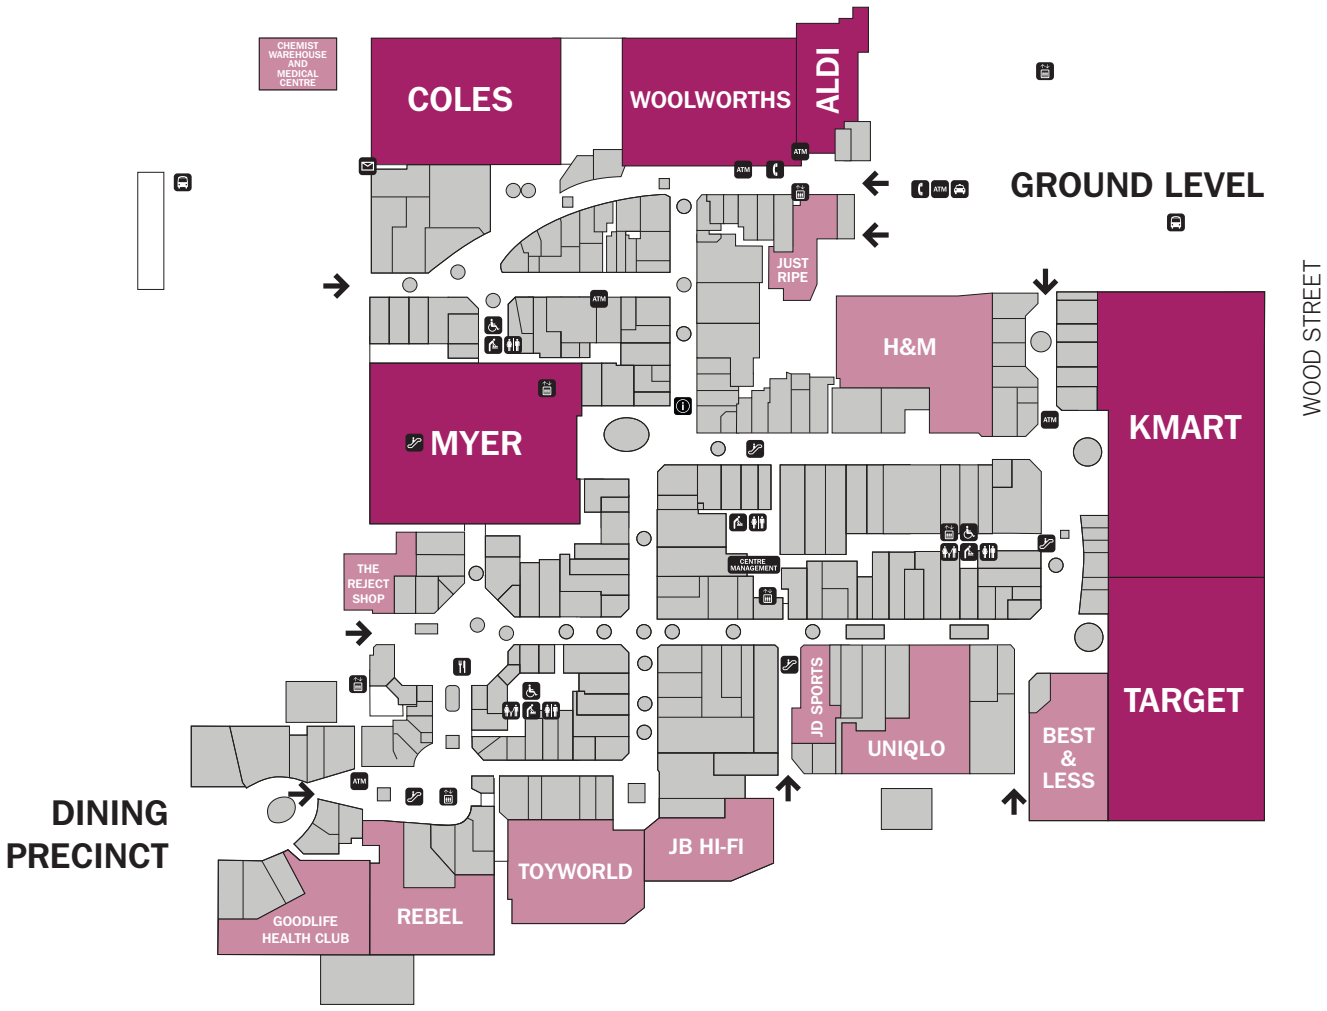 CHEMIST
WAREHOUSE
AND
MEDICAL
CENTRE
COLES
WOOLWORTHS
ALDI
ATM
ATM
ATM
GROUND LEVEL
JUST
RIPE
WOOD STREET
ATM
H&M
i
ATM
KMART
MYER
CENTRE
MANAGEMENT
THE
REJECT
SHOP
JD SPORTS
UNIQLO
TARGET
BEST
&
LESS
ATM
DINING
PRECINCT
JB HI-FI
TOYWORLD
REBEL
GOODLIFE
HEALTH CLUB